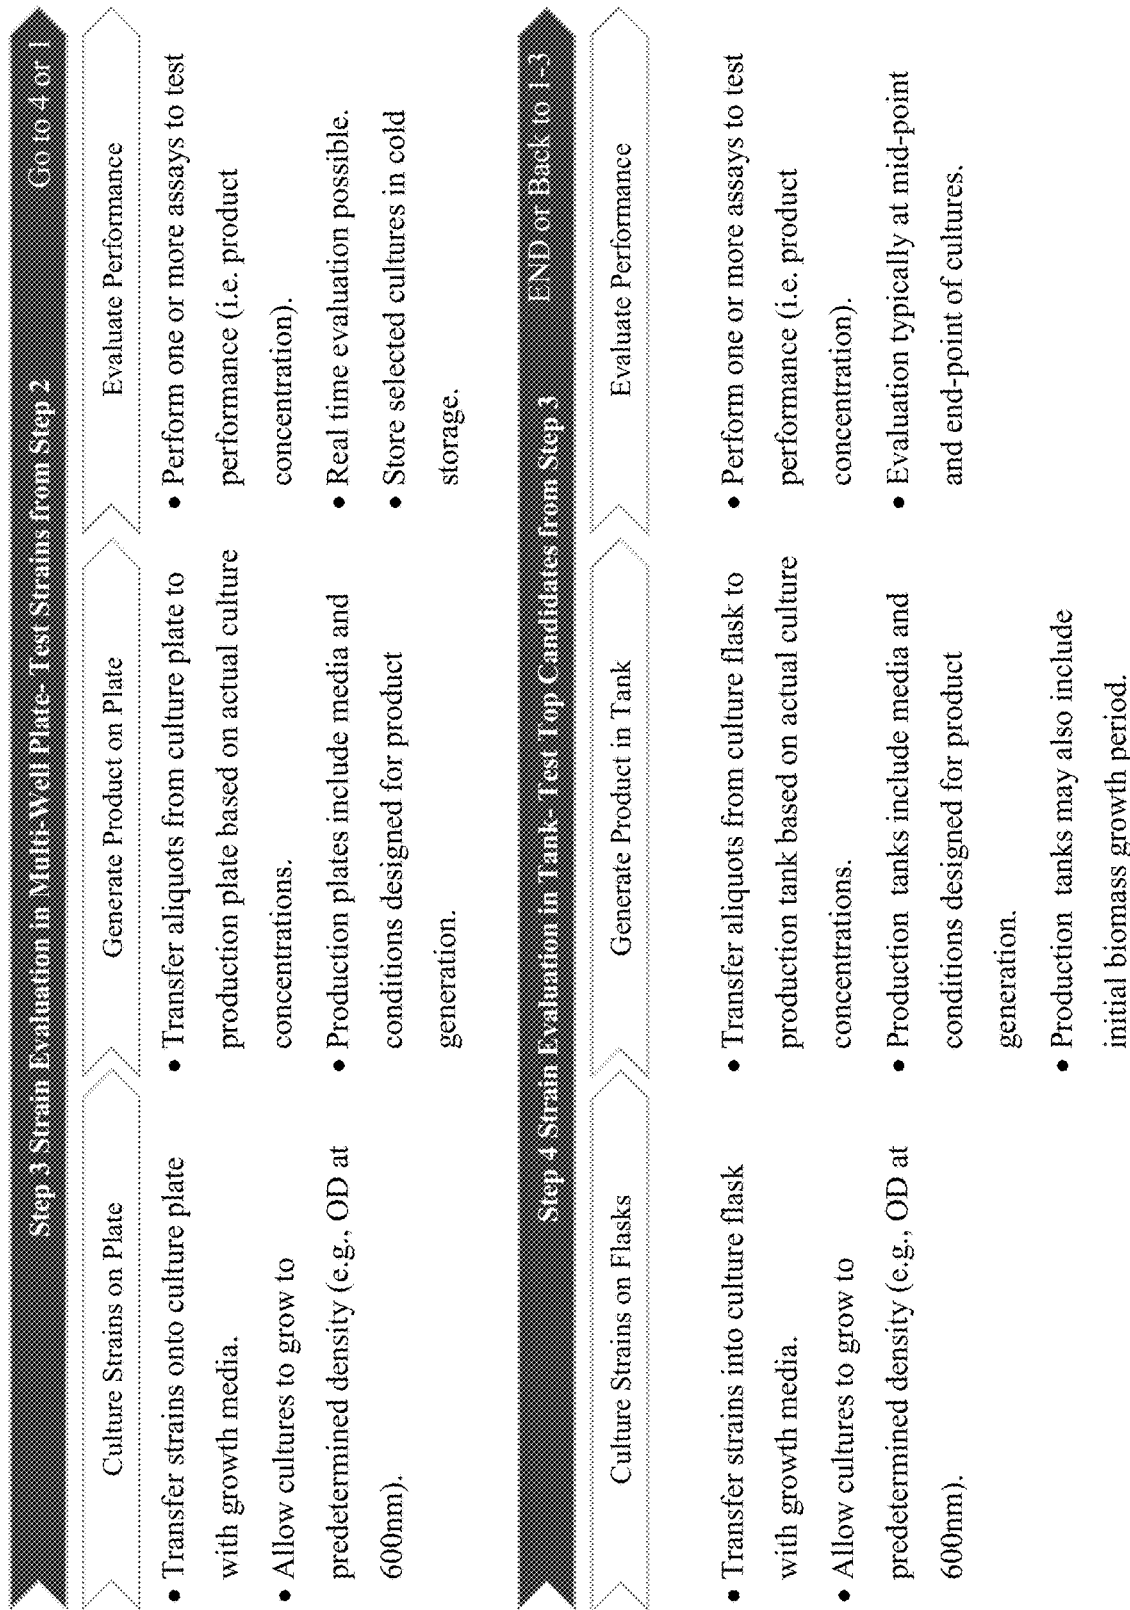 Step 3 Strain Evaluation in Multi-Well Plate- Test Strains from Step 2
Go to 4 or 1
Culture Strains on Plate
• Transfer strains onto culture plate
with growth media.
• Allow cultures to grow to
predetermined density (e.g., OD at
600nm).
Generate Product on Plate
• Transfer aliquots from culture plate to
production plate based on actual culture
concentrations.
• Production plates include media and
conditions designed for product
generation.
Evaluate Performance
• Perform one or more assays to test
performance (i.e. product
concentration).
• Real time evaluation possible.
• Store selected cultures in cold
storage.
Step 4 Strain Evaluation in Tank- Test Top Candidates from Step 3
END or Back to 1-3
Culture Strains on Flasks
• Transfer strains into culture flask
with growth media.
• Allow cultures to grow to
predetermined density (e.g., OD at
600nm).
Generate Product in Tank
• Transfer aliquots from culture flask to
production tank based on actual culture
concentrations.
• Production tanks include media and
conditions designed for product
generation.
• Production tanks may also include
initial biomass growth period.
Evaluate Performance
• Perform one or more assays to test
performance (i.e. product
concentration).
• Evaluation typically at mid-point
and end-point of cultures.